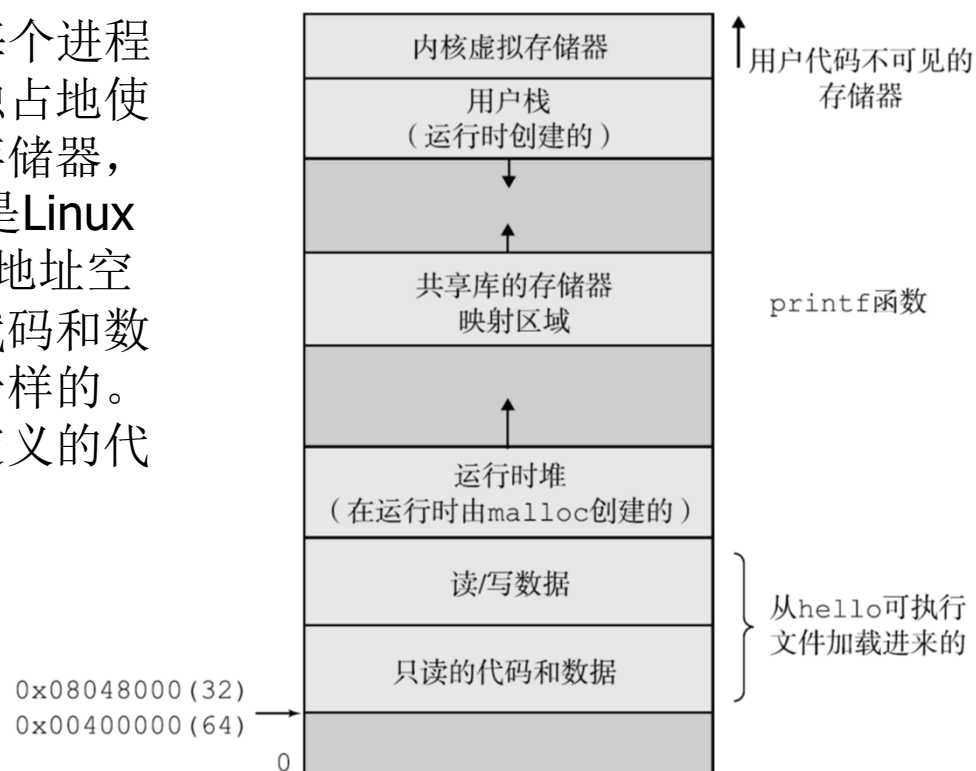 每个进程
独占地使
存储器，
是Linux
地址空
代码和数
一样的。
定义的代
内核虚拟存储器
用户代码不可见的
存储器
用户栈
（运行时创建的）
共享库的存储器
映射区域
printf函数
运行时堆
（在运行时由malloc创建的）
读/写数据
从hello可执行
文件加载进来的
只读的代码和数据
0x08048000(32)
0x00400000(64)
0